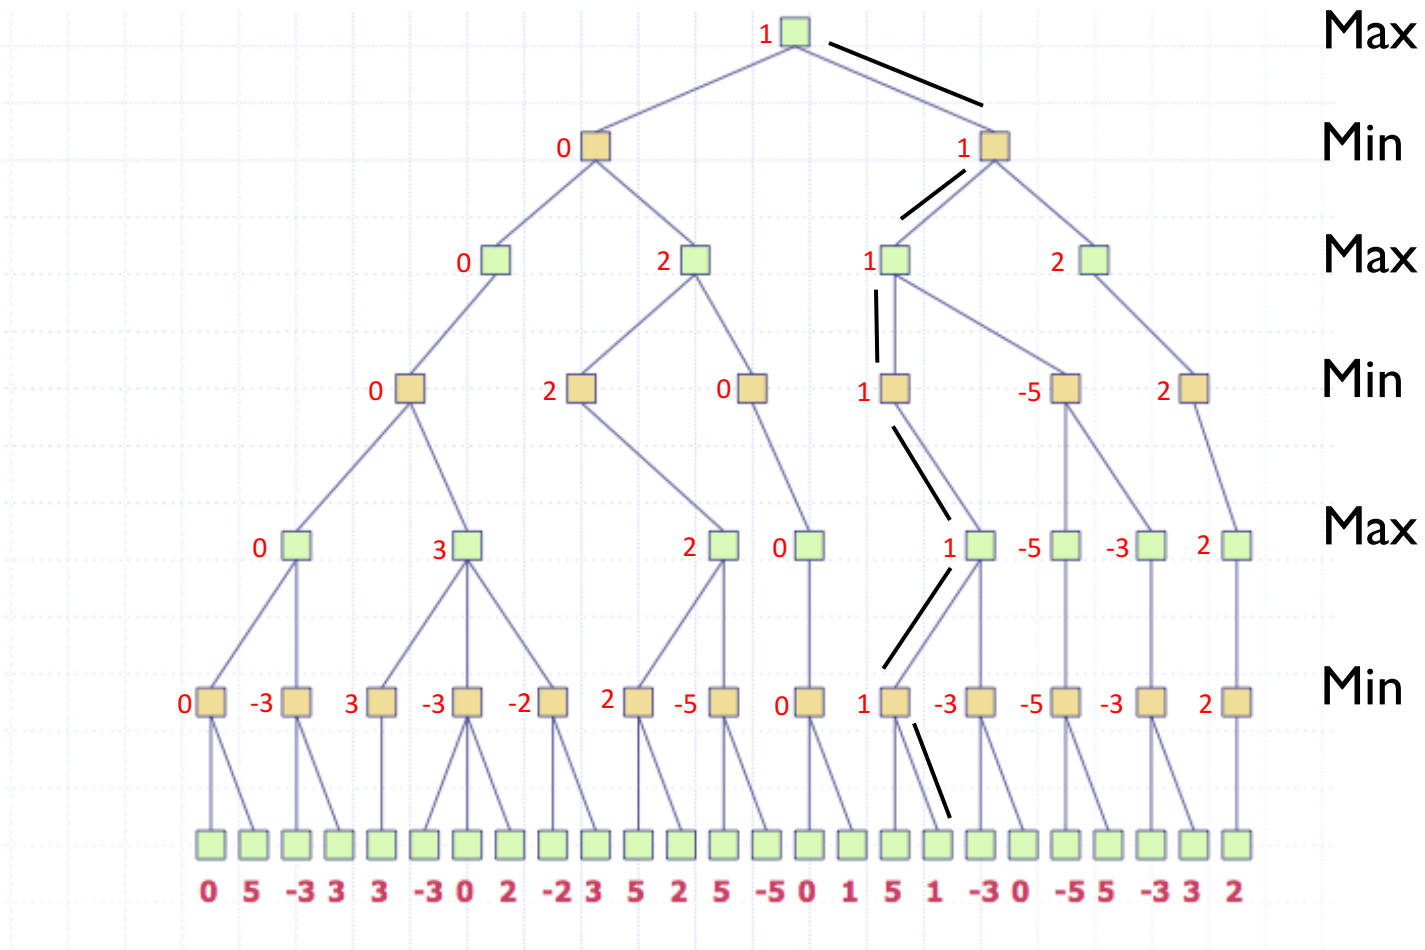 1 Max
0 1 Min
0 2 1 2 Max
0 2 0 1 -5 2 Min
0 3 2 0 1 -5 -3 2 Max
0 -3 3 -3 -2 2 -5 0 1 -3 -5 -3 2 Min
0 5 -3 3 3 -3 0 2 -2 3 5 2 5 -5 0 1 5 1 -3 0 -5 5 -3 3 2